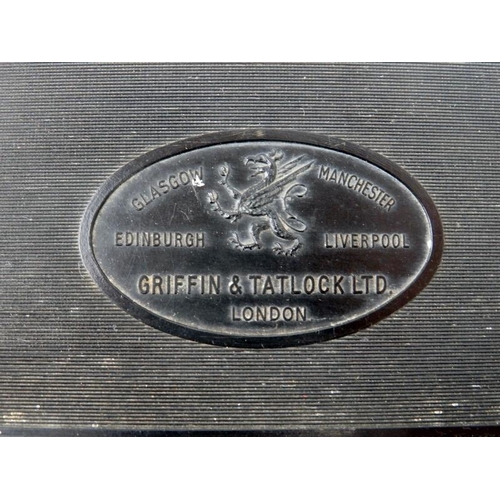 GLASGOW MANCHESTER
EDINBURGH LIVERPOOL
GRIFFIN & TATLOCK LTD.
LONDON